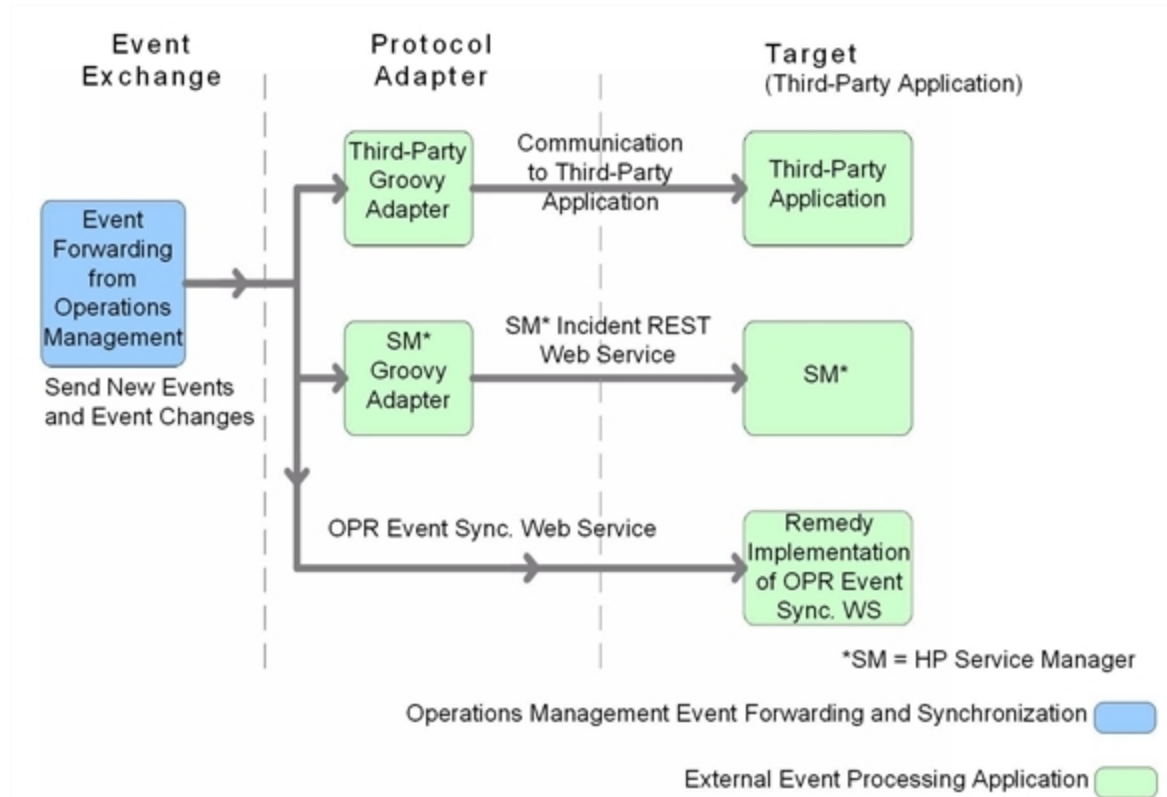 Event
Exchange
Protocol
Adapter
Target
(Third-Party Application)
Third-Party
Groovy
Adapter
Communication
to Third-Party
Application
Third-Party
Application
Event
Forwarding
from
Operations
Management
Send New Events
and Event Changes
SM*
Groovy
Adapter
SM* Incident REST
Web Service
SM*
OPR Event Sync. Web Service
Remedy
Implementation
of OPR Event
Sync. WS
*SM = HP Service Manager
Operations Management Event Forwarding and Synchronization
External Event Processing Application